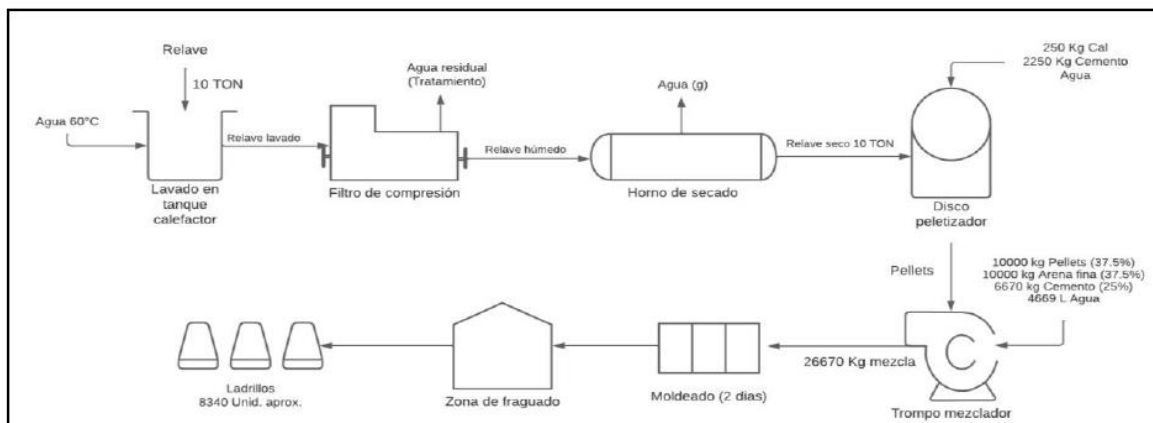 Relave
10 TON
Agua 60°C
Lavado en
tanque
calefactor
Relave lavado
Agua residual
(Tratamiento)
Filtro de compresión
Relave húmedo
Agua (g)
Horno de secado
Relave seco 10 TON
250 Kg Cal
2250 Kg Cemento
Agua
Disco
peletizador
Pellets
10000 kg Pellets (37.5%)
10000 kg Arena fina (37.5%)
6670 kg Cemento (25%)
4669 L Agua
Trompo mezclador
26670 Kg mezcla
Moldeado (2 dias)
Zona de fraguado
Ladrillos
8340 Unid. aprox.